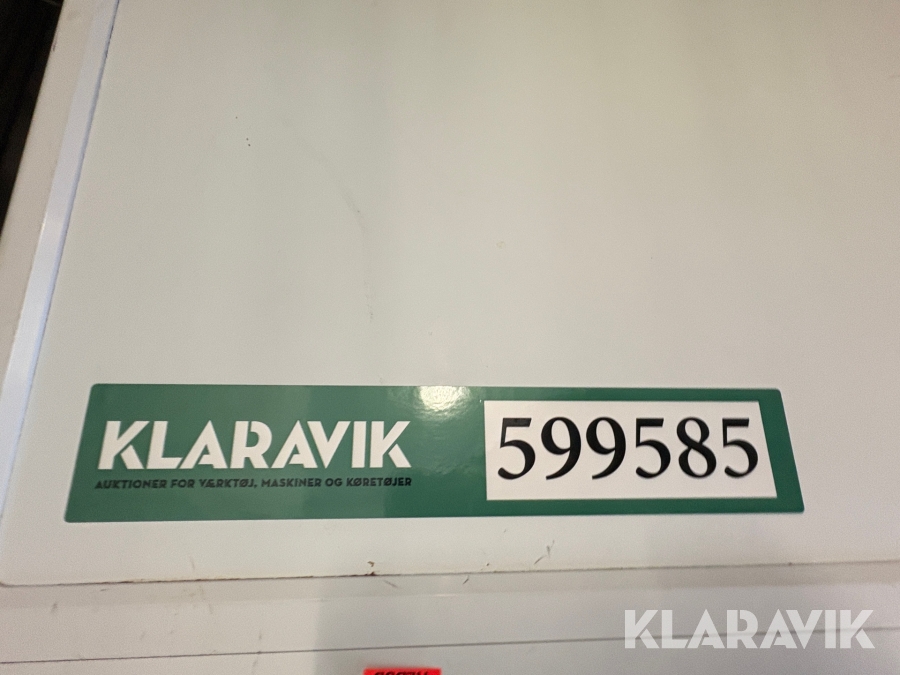 KLARAVIK
599585
AUKTIONER FOR VÆRKTØJ, MASKINER OG KØRETØJER
KLARAVIK